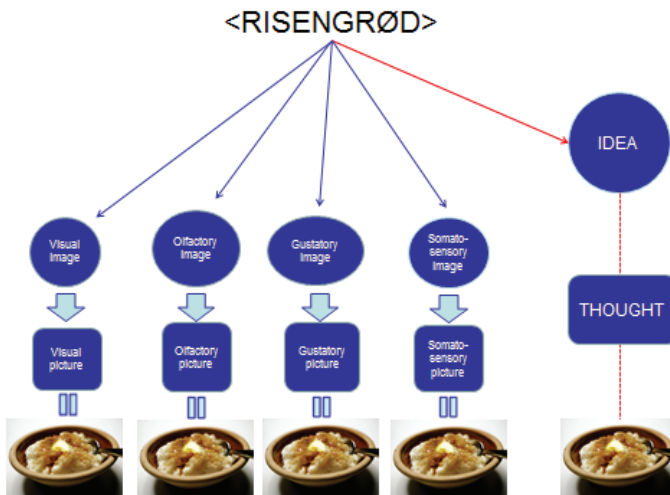 <RISENGRØD>
IDEA
Visual
Image
Olfactory
Image
Gustatory
Image
Somato-
sensory
Image
THOUGHT
Visual
picture
Olfactory
picture
Gustatory
picture
Somato-
sensory
picture